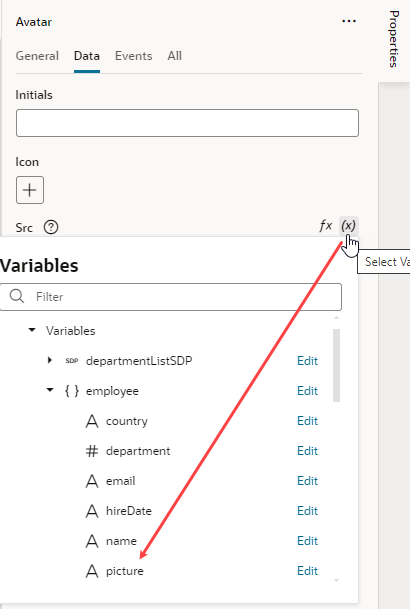 Avatar
Properties
General Data Events All
Initials
Icon
Src ? fx (x)
Select Va
Variables
Filter
Variables
SDP departmentListSDP Edit
{ } employee Edit
A country Edit
# department Edit
A email Edit
A hireDate Edit
A name Edit
A picture Edit